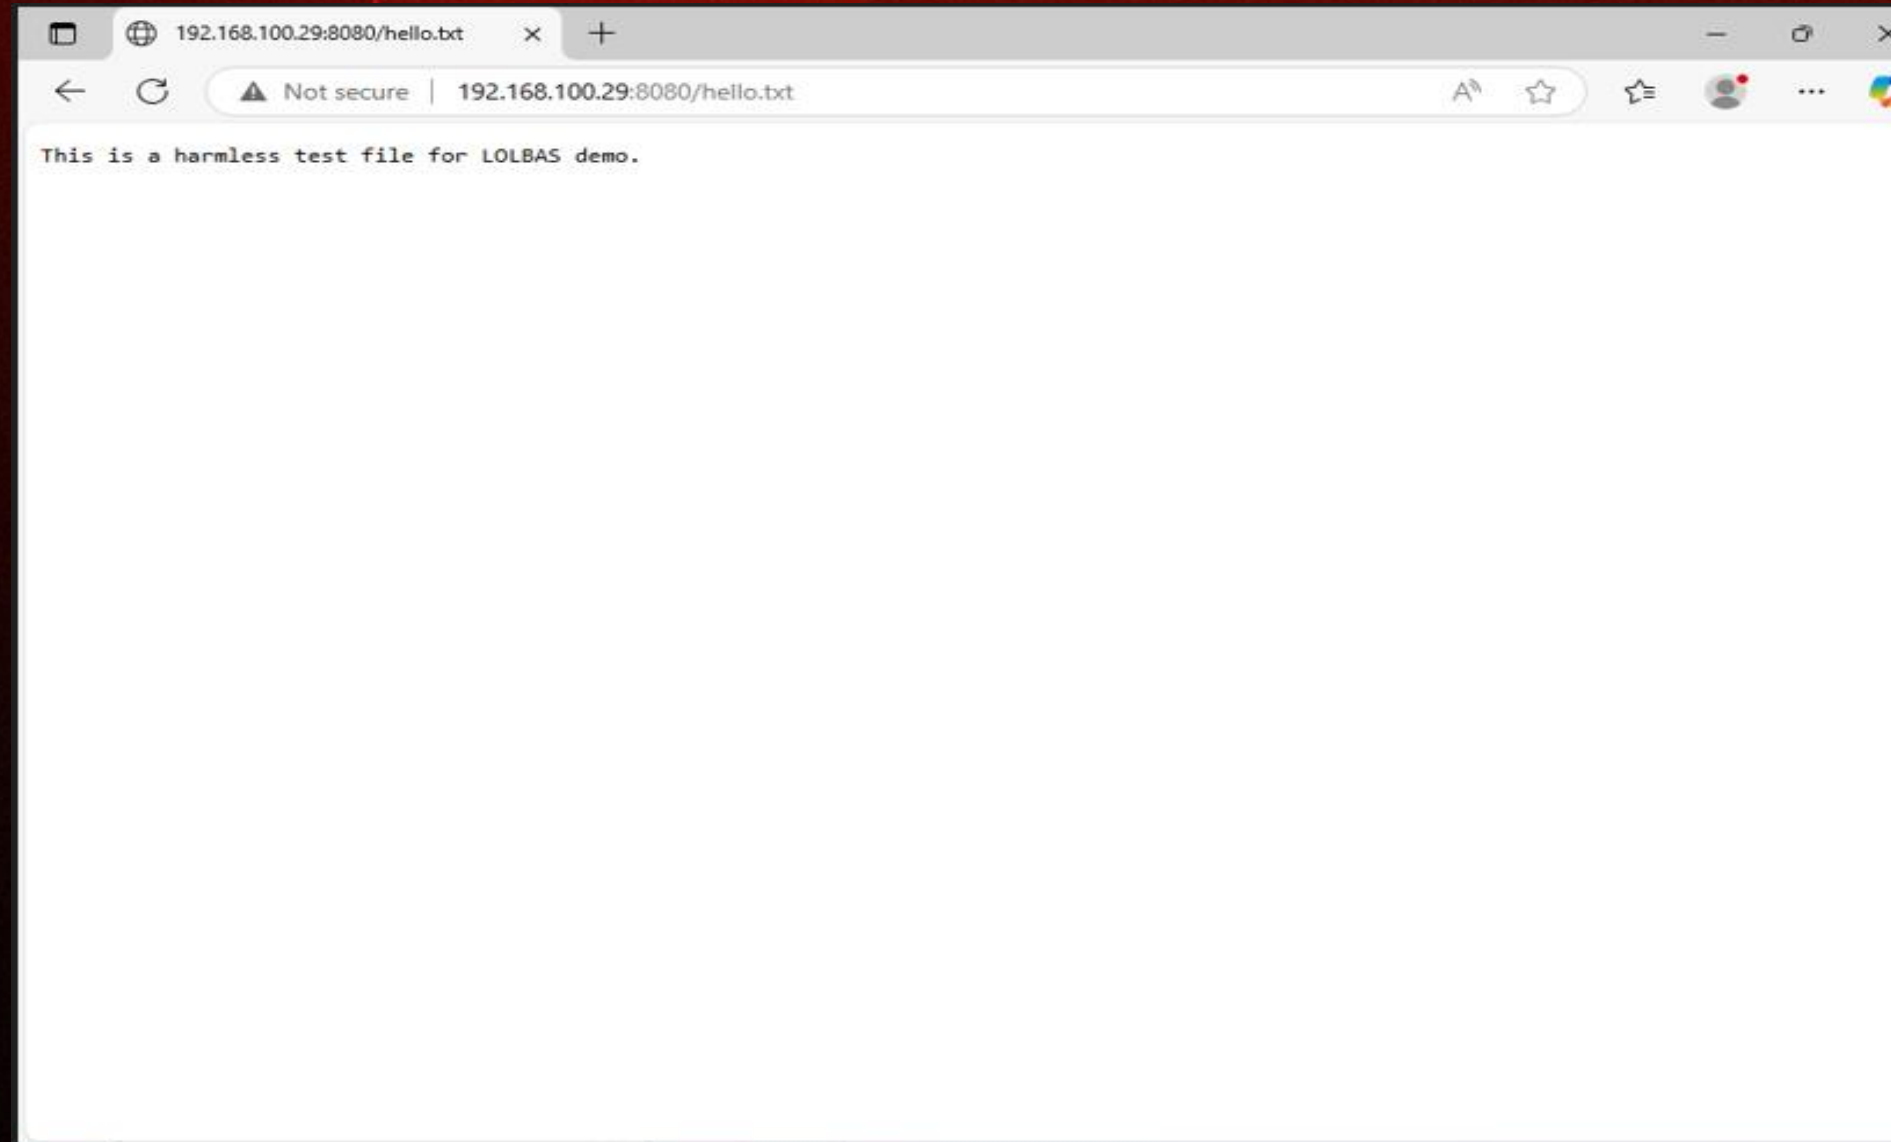 192.168.100.29:8080/hello.txt
Not secure | 192.168.100.29:8080/hello.txt
This is a harmless test file for LOLBAS demo.